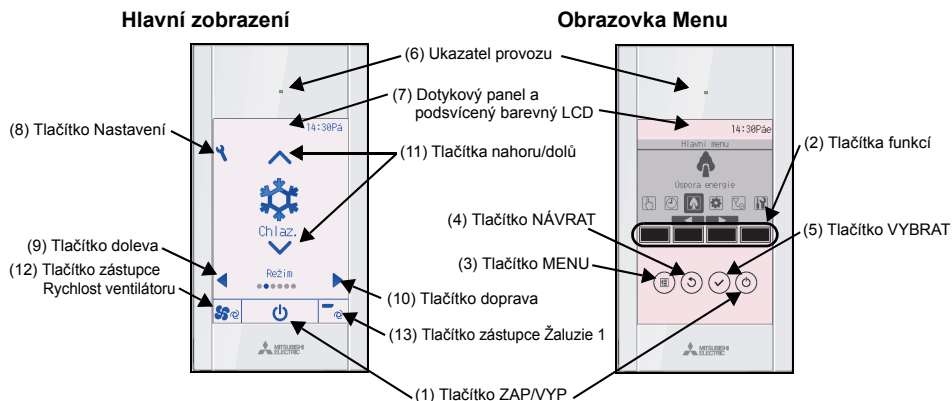 Hlavní zobrazení
Obrazovka Menu
(6) Ukazatel provozu
(7) Dotykový panel a
podsvícený barevný LCD
(8) Tlačítko Nastavení
14:30Pá
14:30Páe
Hlavní menu
(2) Tlačítka funkcí
(11) Tlačítka nahoru/dolů
Úspora energie
Chlaz.
(4) Tlačítko NÁVRAT
(5) Tlačítko VYBRAT
(9) Tlačítko doleva
(3) Tlačítko MENU
(12) Tlačítko zástupce
Rychlost ventilátoru
Režim
(10) Tlačítko doprava
(13) Tlačítko zástupce Žaluzie 1
MITSUBISHI
ELECTRIC
MITSUBISHI
ELECTRIC
(1) Tlačítko ZAP/VYP